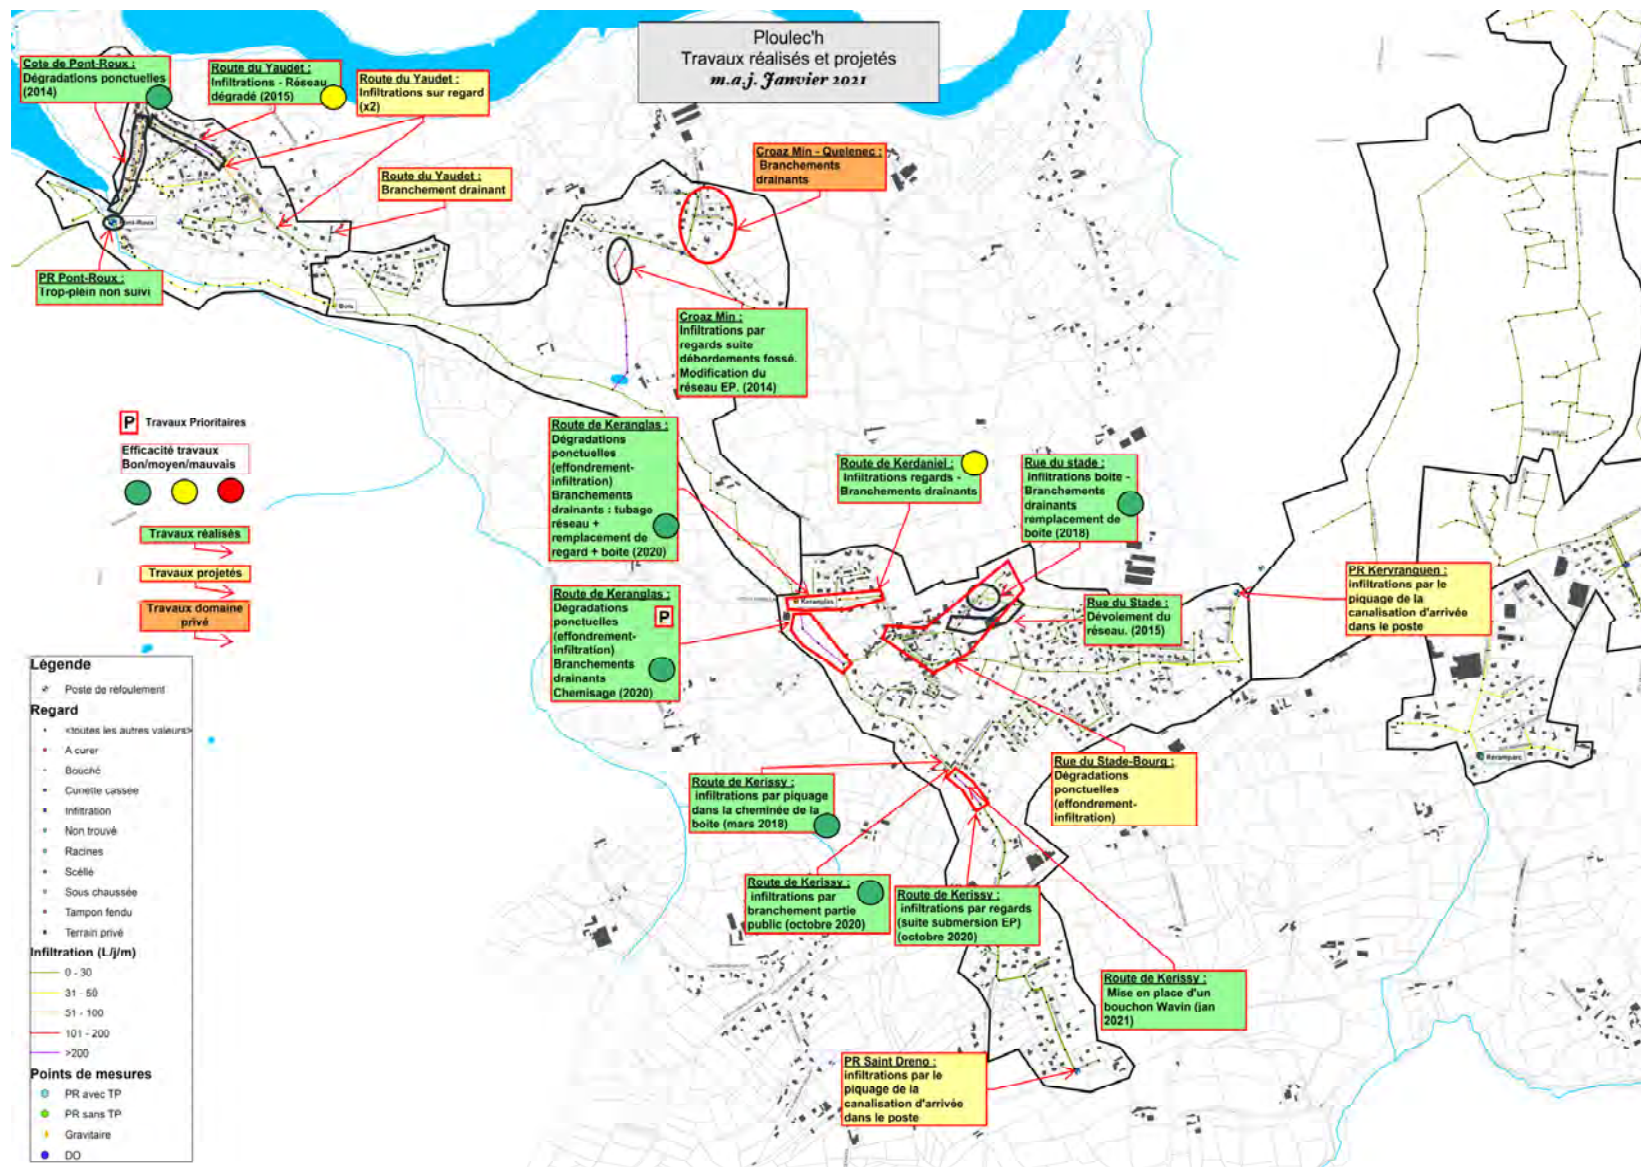 Ploulec'h
Travaux réalisés et projetés
m.a.j. Janvier 2021
Cote de Pont-Roux :
Dégradations ponctuelles
(2014)
Route du Yaudet :
Infiltrations - Réseau
dégradé (2015)
Route du Yaudet :
Infiltrations sur regard
(x2)
Route du Yaudet :
Branchement drainant
Croaz Min - Quelenec :
Branchements
drainants
Pont-Roux
PR Pont-Roux :
Trop-plein non suivi
Croaz Min :
Infiltrations par
regards suite
débordements fossé.
Modification du
réseau EP. (2014)
P Travaux Prioritaires
Efficacité travaux
Bon/moyen/mauvais
Travaux réalisés
Travaux projetés
Travaux domaine
privé
Route de Keranglas :
Dégradations
ponctuelles
(effondrement-
infiltration)
Branchements
drainants : tubage
réseau +
remplacement de
regard + boite (2020)
Route de Kerdaniel :
Infiltrations regards -
Branchements drainants
Rue du stade :
Infiltrations boite -
Branchements
drainants
remplacement de
boite (2018)
PR Kervranguen :
infiltrations par le
piquage de la
canalisation d'arrivée
dans le poste
Route de Keranglas :
Dégradations
ponctuelles
(effondrement-
infiltration)
Branchements
drainants
Chemisage (2020)
P
Keranglas
Rue du Stade :
Dévoiement du
réseau. (2015)
Rue du Stade-Bourg :
Dégradations
ponctuelles
(effondrement-
infiltration)
Keramparc
Route de Kerissy :
infiltrations par piquage
dans la cheminée de la
boite (mars 2018)
Route de Kerissy :
infiltrations par
branchement partie
public (octobre 2020)
Route de Kerissy :
infiltrations par regards
(suite submersion EP)
(octobre 2020)
Route de Kerissy :
Mise en place d'un
bouchon Wavin (jan
2021)
PR Saint Dreno :
infiltrations par le
piquage de la
canalisation d'arrivée
dans le poste
Légende
Poste de refoulement
Regard
<toutes les autres valeurs>
A curer
Bouché
Cunette cassée
Infiltration
Non trouvé
Racines
Scéllé
Sous chaussée
Tampon fendu
Terrain privé
Infiltration (L/j/m)
0 - 30
31 - 50
51 - 100
101 - 200
>200
Points de mesures
PR avec TP
PR sans TP
Gravitaire
DO